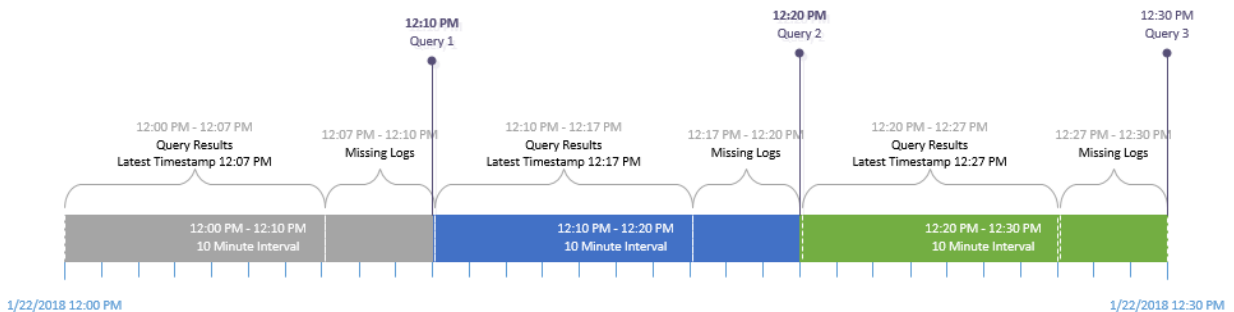 12:10 PM
Query 1
12:20 PM
Query 2
12:30 PM
Query 3
12:00 PM - 12:07 PM
Query Results
Latest Timestamp 12:07 PM
12:07 PM - 12:10 PM
Missing Logs
12:10 PM - 12:17 PM
Query Results
Latest Timestamp 12:17 PM
12:17 PM - 12:20 PM
Missing Logs
12:20 PM - 12:27 PM
Query Results
Latest Timestamp 12:27 PM
12:27 PM - 12:30 PM
Missing Logs
12:00 PM - 12:10 PM
10 Minute Interval
12:10 PM - 12:20 PM
10 Minute Interval
12:20 PM - 12:30 PM
10 Minute Interval
1/22/2018 12:00 PM
1/22/2018 12:30 PM